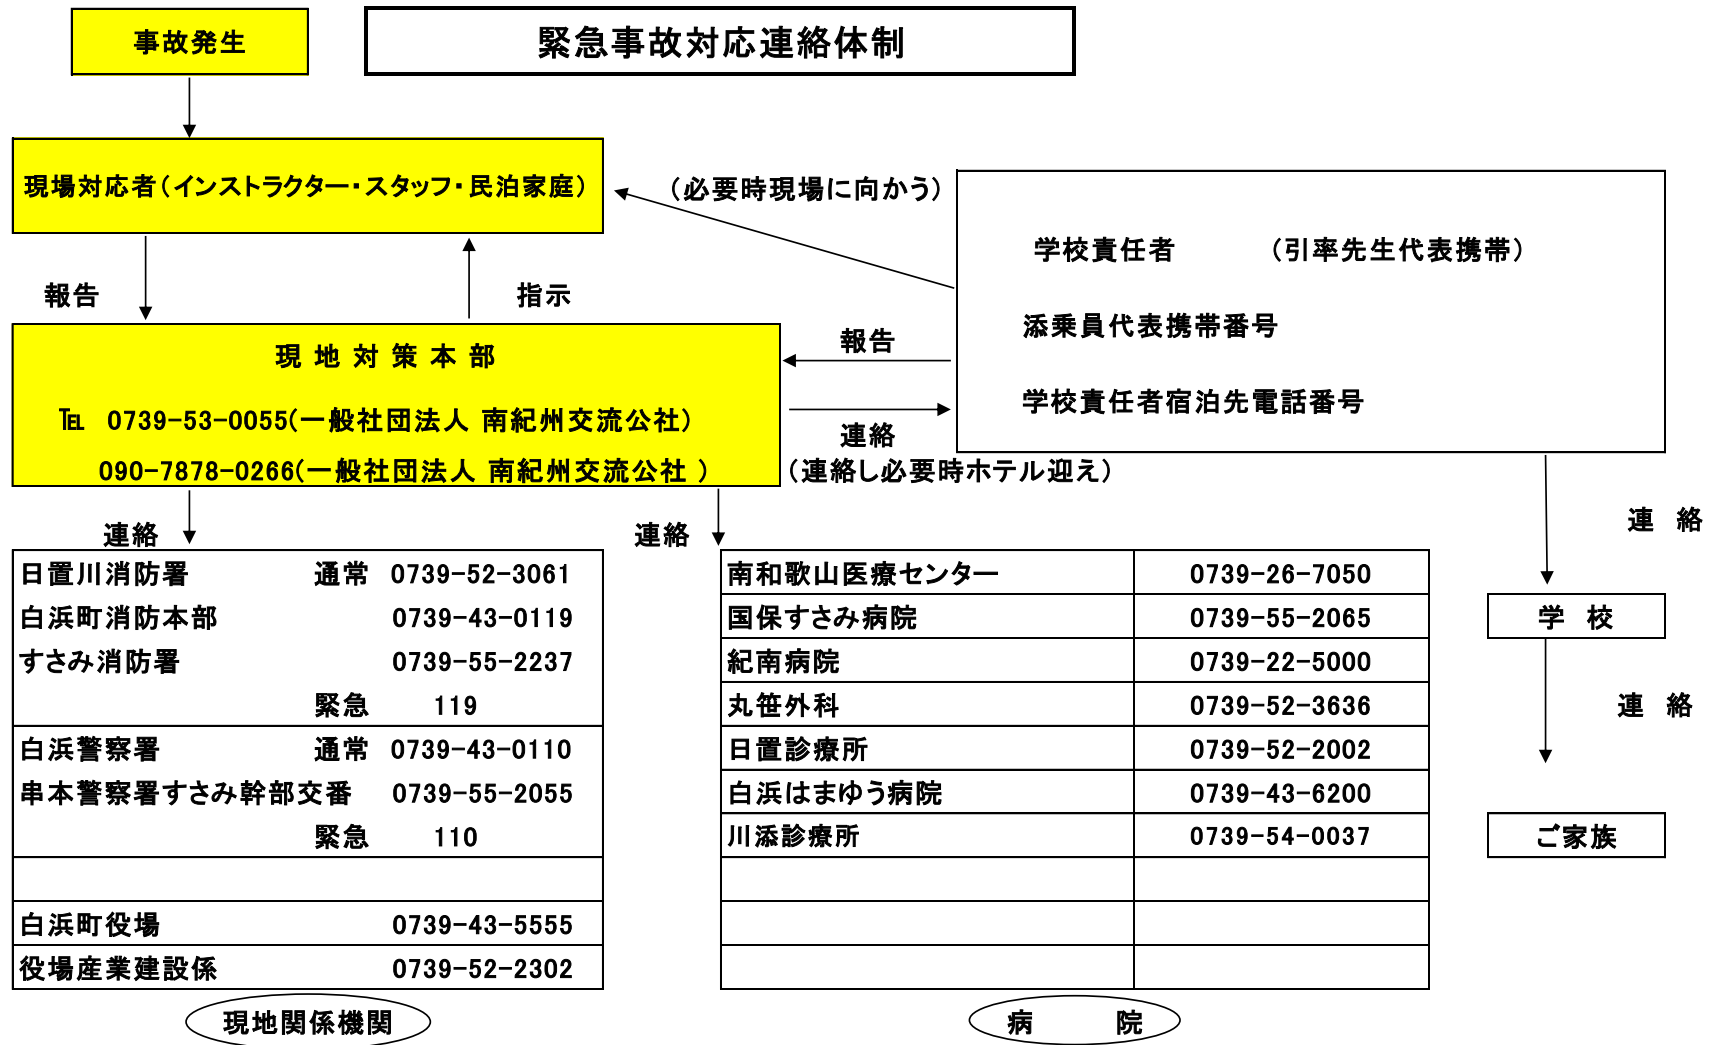 事故発生
緊急事故対応連絡体制
現場対応者(インストラクター・スタッフ・民泊家庭)
(必要時現場に向かう)
学校責任者 (引率先生代表携帯)
添乗員代表携帯番号
学校責任者宿泊先電話番号
報告
指示
現地対策本部
℡ 0739-53-0055(一般社団法人 南紀州交流公社)
090-7878-0266(一般社団法人 南紀州交流公社 )
報告
連絡
(連絡し必要時ホテル迎え)
連絡
連絡
連 絡
日置川消防署 通常 0739-52-3061
白浜町消防本部 0739-43-0119
すさみ消防署 0739-55-2237
緊急 119
白浜警察署 通常 0739-43-0110
串本警察署すさみ幹部交番 0739-55-2055
緊急 110
白浜町役場 0739-43-5555
役場産業建設係 0739-52-2302
現地関係機関
南和歌山医療センター 0739-26-7050
国保すさみ病院 0739-55-2065
紀南病院 0739-22-5000
丸笹外科 0739-52-3636
日置診療所 0739-52-2002
白浜はまゆう病院 0739-43-6200
川添診療所 0739-54-0037
病 院
学 校
連 絡
ご家族